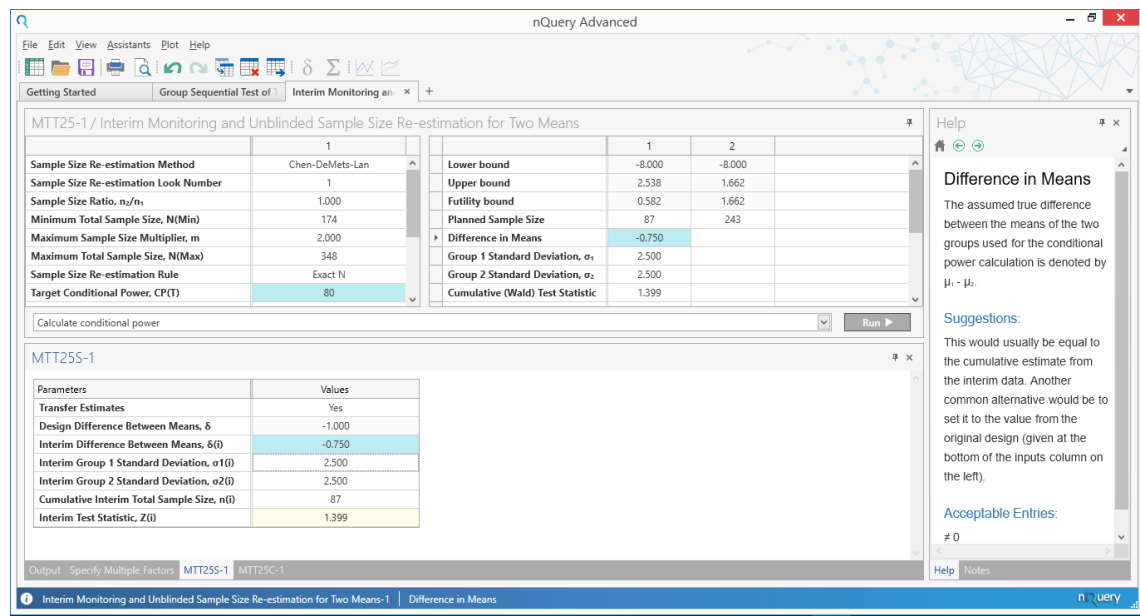 nQuery Advanced
File Edit View Assistants Plot Help
Getting Started
Group Sequential Test of
Interim Monitoring an
MTT25-1 / Interim Monitoring and Unblinded Sample Size Re-estimation for Two Means
1
Sample Size Re-estimation Method Chen-DeMets-Lan
Sample Size Re-estimation Look Number 1
Sample Size Ratio, n₂/n₁ 1.000
Minimum Total Sample Size, N(Min) 174
Maximum Sample Size Multiplier, m 2.000
Maximum Total Sample Size, N(Max) 348
Sample Size Re-estimation Rule Exact N
Target Conditional Power, CP(T) 80
1 2
Lower bound -8.000 -8.000
Upper bound 2.538 1.662
Futility bound 0.582 1.662
Planned Sample Size 87 243
Difference in Means -0.750
Group 1 Standard Deviation, σ₁ 2.500
Group 2 Standard Deviation, σ₂ 2.500
Cumulative (Wald) Test Statistic 1.399
Calculate conditional power
Run
MTT25S-1
Parameters Values
Transfer Estimates Yes
Design Difference Between Means, δ -1.000
Interim Difference Between Means, δ(i) -0.750
Interim Group 1 Standard Deviation, σ1(i) 2.500
Interim Group 2 Standard Deviation, σ2(i) 2.500
Cumulative Interim Total Sample Size, n(i) 87
Interim Test Statistic, Z(i) 1.399
Output Specify Multiple Factors MTT25S-1 MTT25C-1
Help
Difference in Means
The assumed true difference
between the means of the two
groups used for the conditional
power calculation is denoted by
μ₁ - μ₂.
Suggestions:
This would usually be equal to
the cumulative estimate from
the interim data. Another
common alternative would be to
set it to the value from the
original design (given at the
bottom of the inputs column on
the left).
Acceptable Entries:
≠ 0
Help Notes
Interim Monitoring and Unblinded Sample Size Re-estimation for Two Means-1 | Difference in Means
nQuery